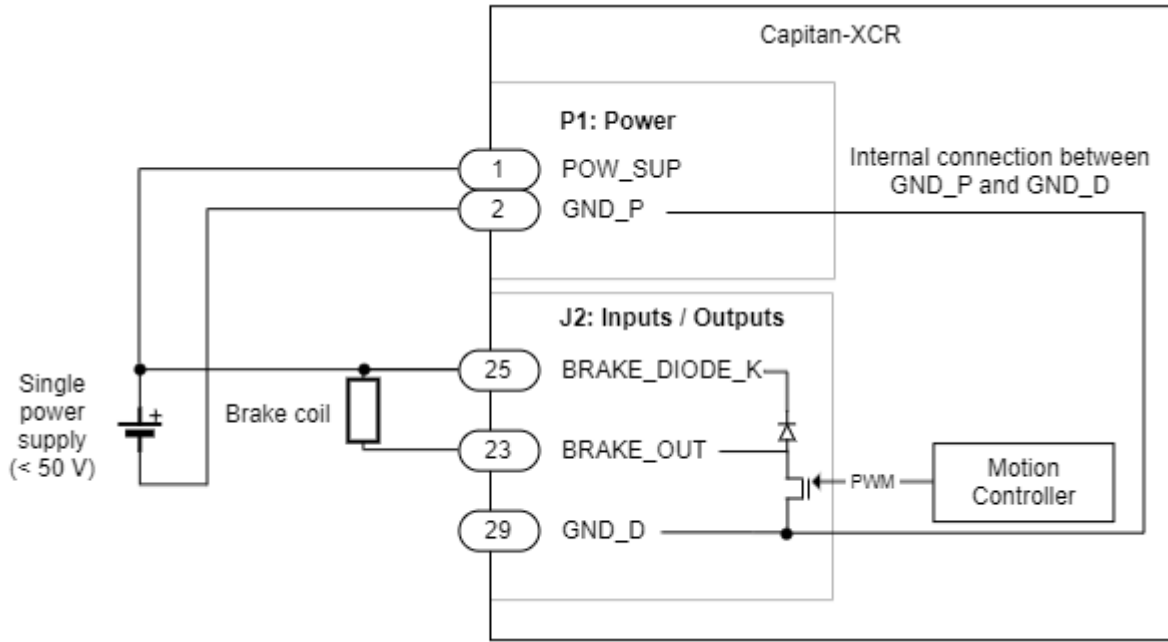 Capitan-XCR
P1: Power
1
POW_SUP
2
GND_P
Internal connection between
GND_P and GND_D
J2: Inputs / Outputs
25
BRAKE_DIODE_K
Single
power
supply
(< 50 V)
+
Brake coil
23
BRAKE_OUT
PWM
Motion
Controller
29
GND_D